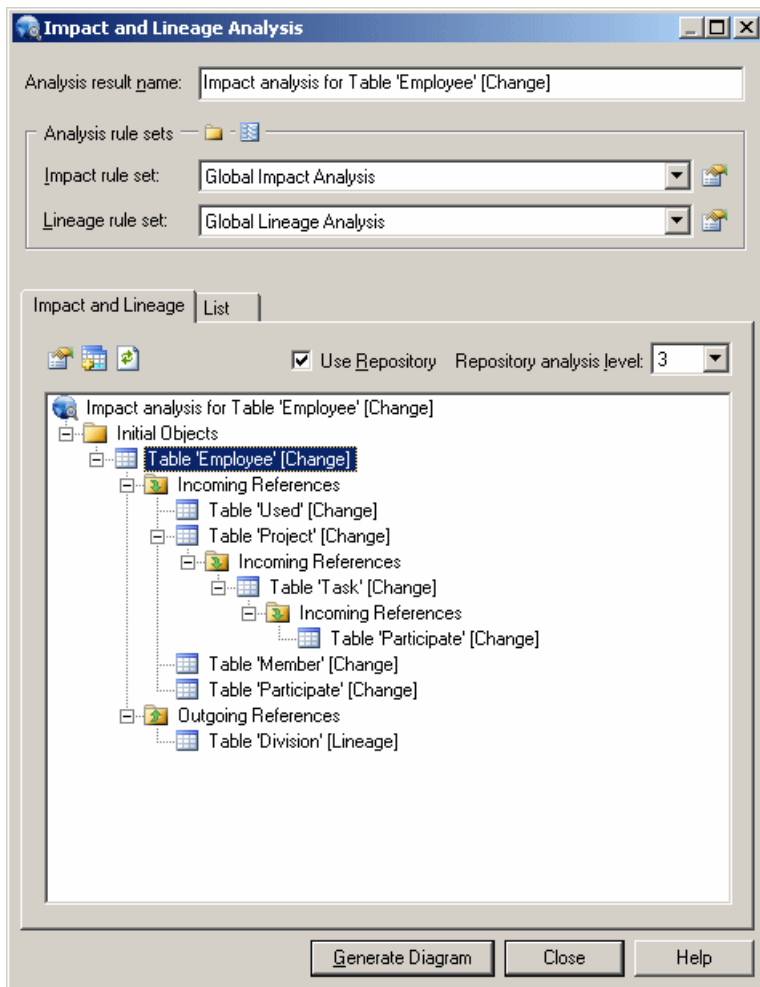 Impact and Lineage Analysis
Analysis result name: Impact analysis for Table 'Employee' [Change]
Analysis rule sets
Impact rule set: Global Impact Analysis
Lineage rule set: Global Lineage Analysis
Impact and Lineage List
Use Repository Repository analysis level: 3
Impact analysis for Table 'Employee' [Change]
Initial Objects
Table 'Employee' [Change]
Incoming References
Table 'Used' [Change]
Table 'Project' [Change]
Incoming References
Table 'Task' [Change]
Incoming References
Table 'Participate' [Change]
Table 'Member' [Change]
Table 'Participate' [Change]
Outgoing References
Table 'Division' [Lineage]
Generate Diagram Close Help